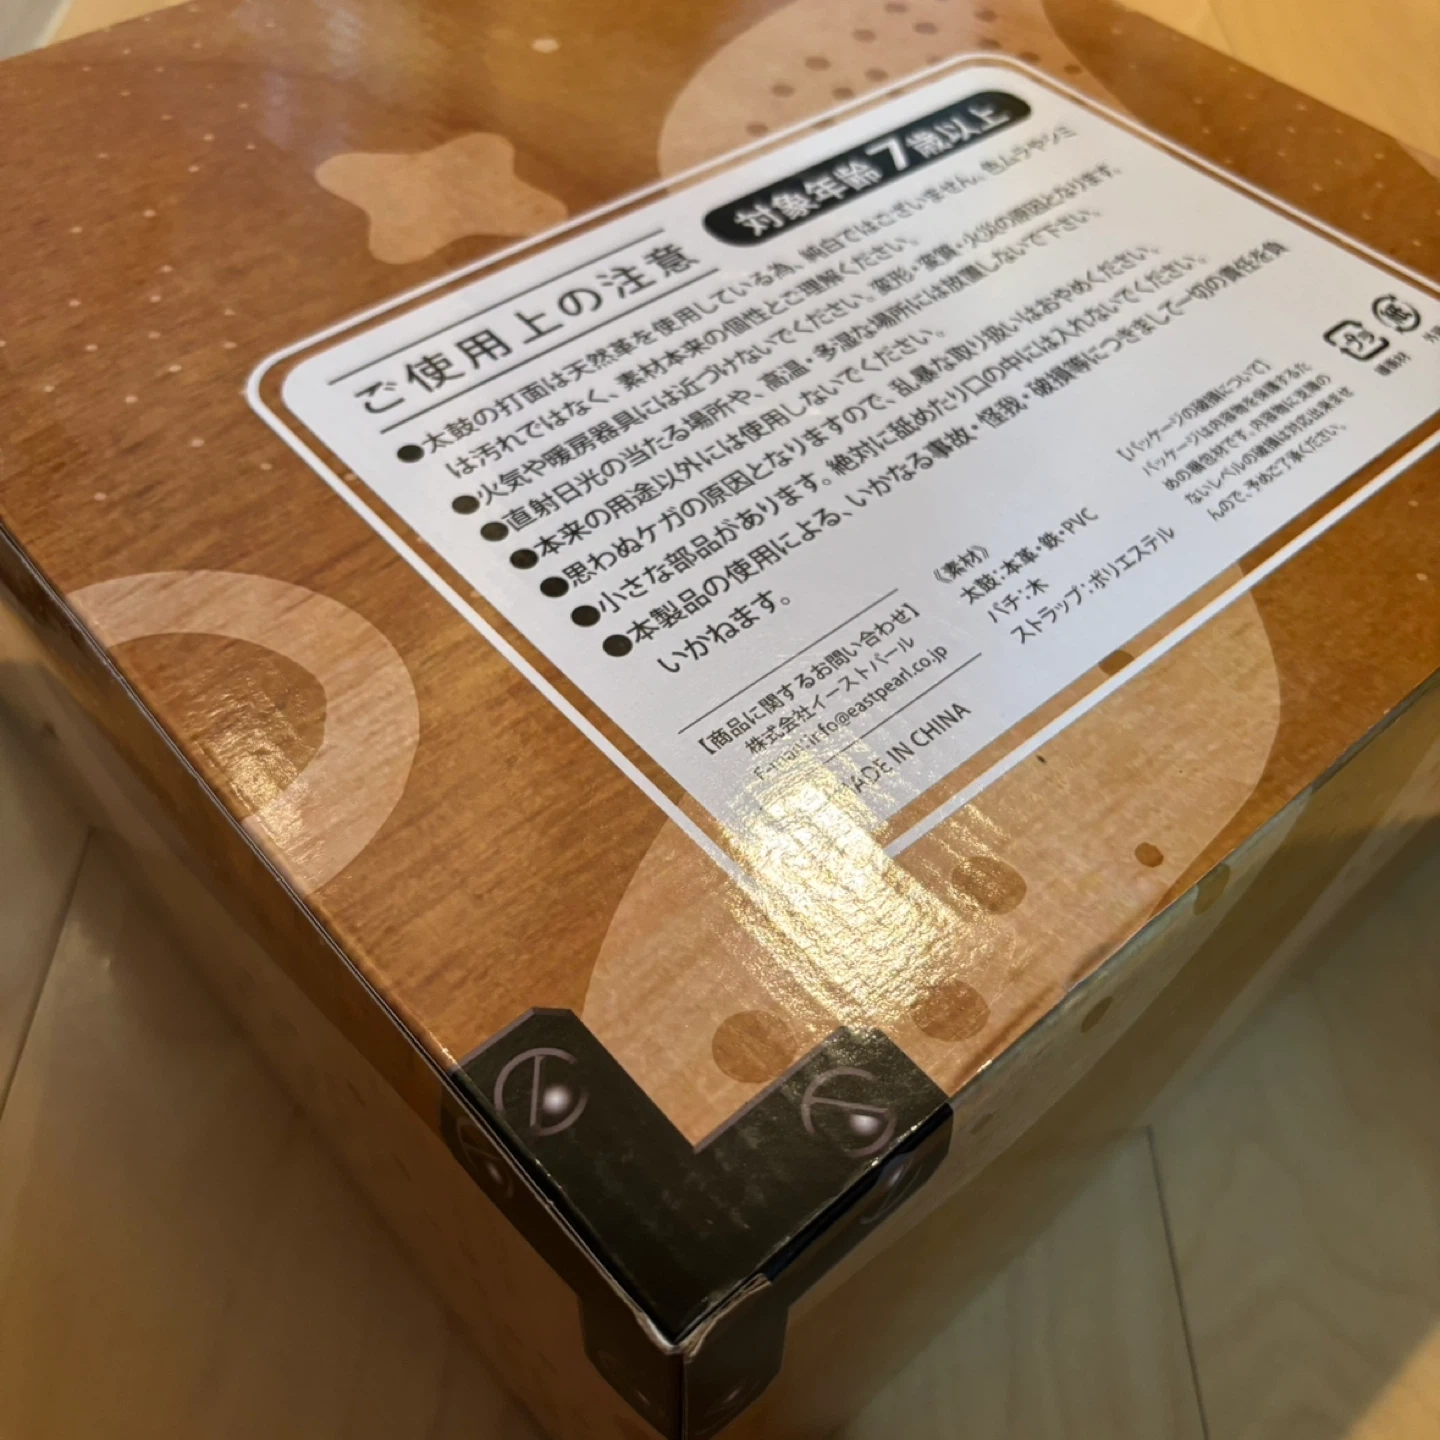 ご使用上の注意
対象年齢7歳以上
●太鼓の打面は天然革を使用している為、純白ではございません。色ムラやシミ
は汚れではなく、素材本来の個性とご理解ください。
●火気や暖房器具には近づけないでください。変形・変質・火災の原因となります。
●直射日光の当たる場所や、高温・多湿な場所には放置しないで下さい。
●本来の用途以外には使用しないでください。
●思わぬケガの原因となりますので、乱暴な取り扱いはおやめください。
●小さな部品があります。絶対に舐めたり口の中には入れないでください。
●本製品の使用による、いかなる事故・怪我・破損等につきまして一切の責任を負
いかねます。
【商品に関するお問い合わせ】
株式会社イーストパール
E-mail:info@eastpearl.co.jp
MADE IN CHINA
《素材》
太鼓:本革・鉄・PVC
バチ:木
ストラップ:ポリエステル
【パッケージの破損について】
パッケージは内容物を保護するた
めの梱包材です。内容物に支障の
ないレベルの破損は対応出来ませ
んので、予めご了承ください。
プラ
紙
緩衝材
外箱